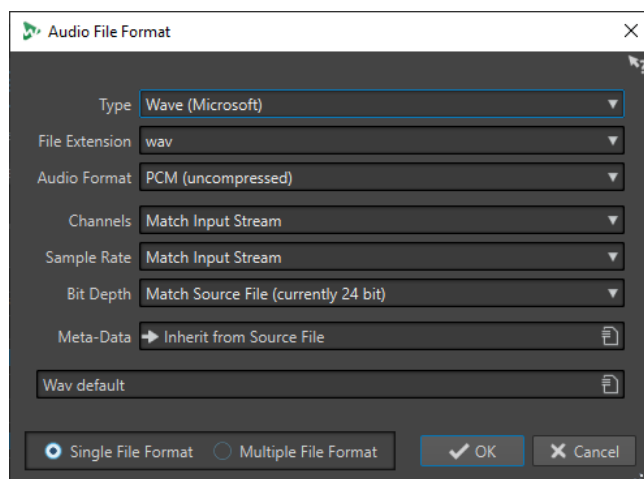 Audio File Format
Type Wave (Microsoft)
File Extension wav
Audio Format PCM (uncompressed)
Channels Match Input Stream
Sample Rate Match Input Stream
Bit Depth Match Source File (currently 24 bit)
Meta-Data Inherit from Source File
Wav default
Single File Format Multiple File Format OK Cancel